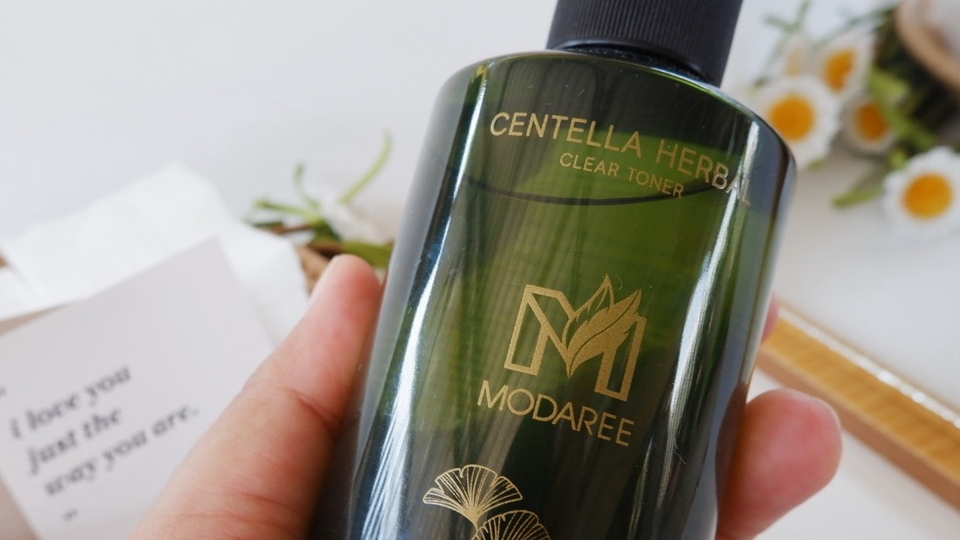 CENTELLA HERBAL
CLEAR TONER
MODAREE
i love you
just the
way you are.